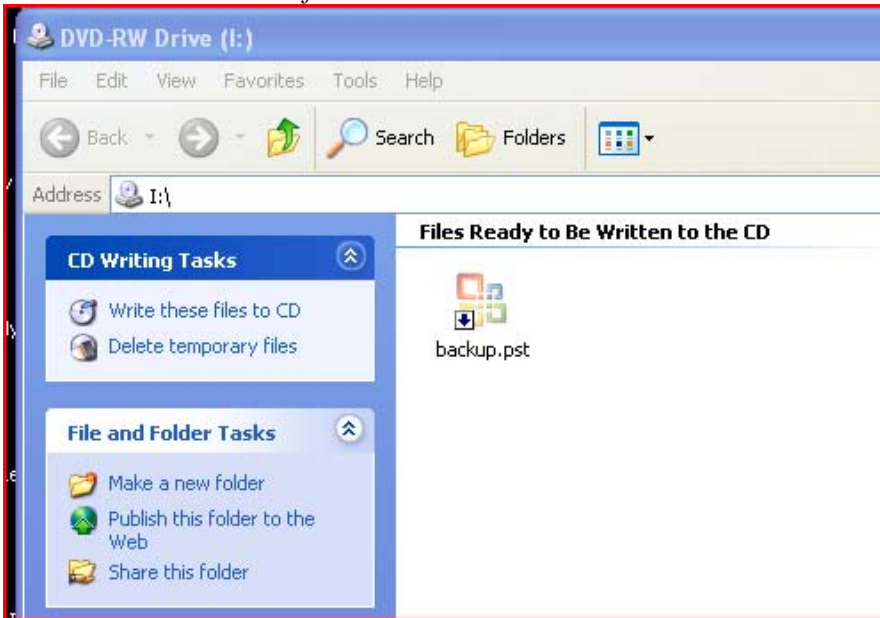 DVD-RW Drive (I:)
File Edit View Favorites Tools Help
Back Search Folders
Address I:\
Files Ready to Be Written to the CD
CD Writing Tasks
Write these files to CD
Delete temporary files
backup.pst
File and Folder Tasks
Make a new folder
Publish this folder to the
Web
Share this folder